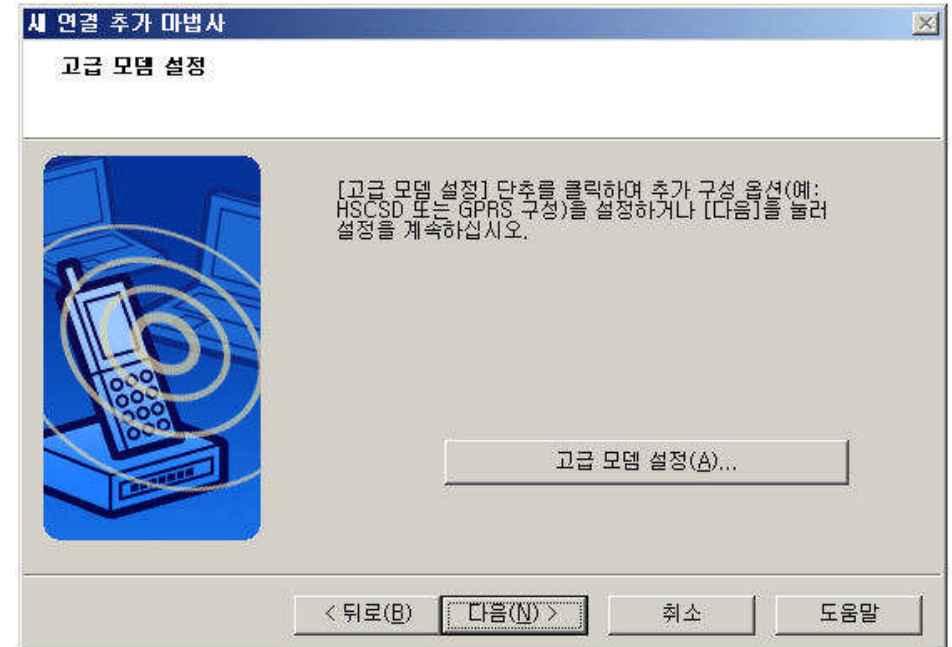 새 연결 추가 마법사
고급 모뎀 설정
[고급 모뎀 설정] 단추를 클릭하여 추가 구성 옵션(예:
HSCSD 또는 GPRS 구성)을 설정하거나 [다음]를 눌러
설정을 계속하십시오.
고급 모뎀 설정(A)...
< 뒤로(B) 다음(N) > 취소 도움말